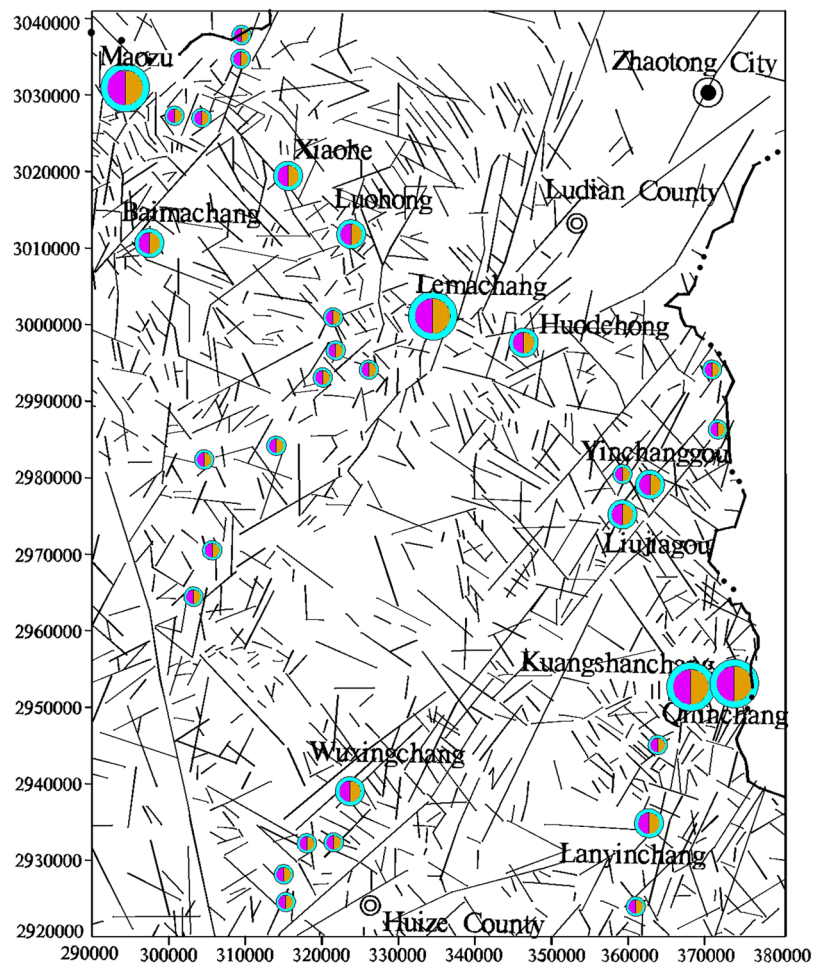 3040000
Maozu
Zhaotong City
3030000
Xiaohe
3020000
Ludian County
Luohong
Baimachang
3010000
Lemachang
3000000
Huodehong
2990000
Yinchanggou
2980000
Liujiagou
2970000
2960000
Kuangshanchang
2950000
Qilinchang
Wuxingchang
2940000
2930000
Lanyinchang
2920000
Huize County
290000 300000 310000 320000 330000 340000 350000 360000 370000 380000